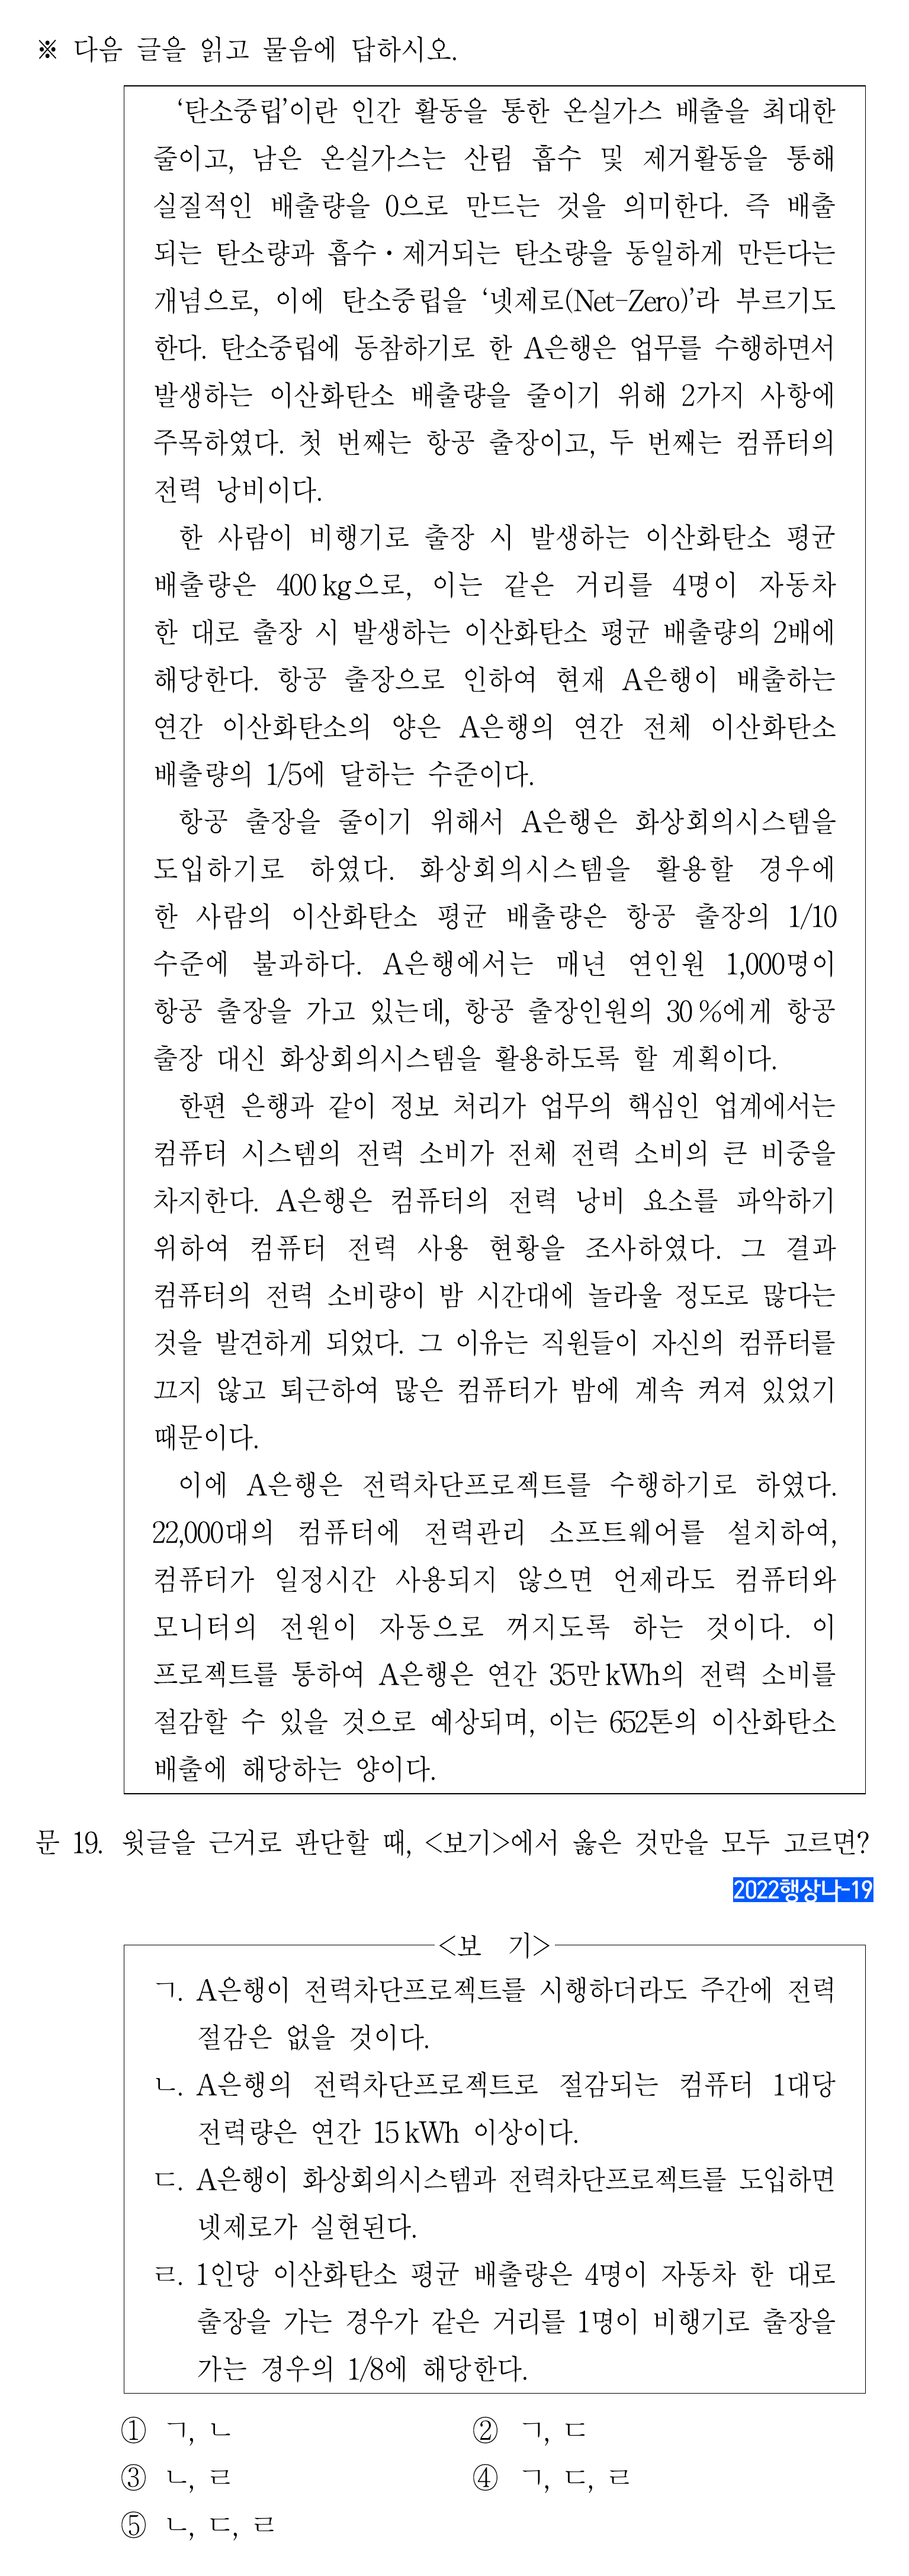 ※ 다음 글을 읽고 물음에 답하시오.
‘탄소중립’이란 인간 활동을 통한 온실가스 배출을 최대한
줄이고, 남은 온실가스는 산림 흡수 및 제거활동을 통해
실질적인 배출량을 0으로 만드는 것을 의미한다. 즉 배출
되는 탄소량과 흡수・제거되는 탄소량을 동일하게 만든다는
개념으로, 이에 탄소중립을 ‘넷제로(Net-Zero)’라 부르기도
한다. 탄소중립에 동참하기로 한 A은행은 업무를 수행하면서
발생하는 이산화탄소 배출량을 줄이기 위해 2가지 사항에
주목하였다. 첫 번째는 항공 출장이고, 두 번째는 컴퓨터의
전력 낭비이다.
한 사람이 비행기로 출장 시 발생하는 이산화탄소 평균
배출량은 400 kg으로, 이는 같은 거리를 4명이 자동차
한 대로 출장 시 발생하는 이산화탄소 평균 배출량의 2배에
해당한다. 항공 출장으로 인하여 현재 A은행이 배출하는
연간 이산화탄소의 양은 A은행의 연간 전체 이산화탄소
배출량의 1/5에 달하는 수준이다.
항공 출장을 줄이기 위해서 A은행은 화상회의시스템을
도입하기로 하였다. 화상회의시스템을 활용할 경우에
한 사람의 이산화탄소 평균 배출량은 항공 출장의 1/10
수준에 불과하다. A은행에서는 매년 연인원 1,000명이
항공 출장을 가고 있는데, 항공 출장인원의 30 %에게 항공
출장 대신 화상회의시스템을 활용하도록 할 계획이다.
한편 은행과 같이 정보 처리가 업무의 핵심인 업계에서는
컴퓨터 시스템의 전력 소비가 전체 전력 소비의 큰 비중을
차지한다. A은행은 컴퓨터의 전력 낭비 요소를 파악하기
위하여 컴퓨터 전력 사용 현황을 조사하였다. 그 결과
컴퓨터의 전력 소비량이 밤 시간대에 놀라울 정도로 많다는
것을 발견하게 되었다. 그 이유는 직원들이 자신의 컴퓨터를
끄지 않고 퇴근하여 많은 컴퓨터가 밤에 계속 켜져 있었기
때문이다.
이에 A은행은 전력차단프로젝트를 수행하기로 하였다.
22,000대의 컴퓨터에 전력관리 소프트웨어를 설치하여,
컴퓨터가 일정시간 사용되지 않으면 언제라도 컴퓨터와
모니터의 전원이 자동으로 꺼지도록 하는 것이다. 이
프로젝트를 통하여 A은행은 연간 35만 kWh의 전력 소비를
절감할 수 있을 것으로 예상되며, 이는 652톤의 이산화탄소
배출에 해당하는 양이다.
문 19. 윗글을 근거로 판단할 때, <보기>에서 옳은 것만을 모두 고르면?
2022행상나-19
<보 기>
ㄱ. A은행이 전력차단프로젝트를 시행하더라도 주간에 전력
절감은 없을 것이다.
ㄴ. A은행의 전력차단프로젝트로 절감되는 컴퓨터 1대당
전력량은 연간 15 kWh 이상이다.
ㄷ. A은행이 화상회의시스템과 전력차단프로젝트를 도입하면
넷제로가 실현된다.
ㄹ. 1인당 이산화탄소 평균 배출량은 4명이 자동차 한 대로
출장을 가는 경우가 같은 거리를 1명이 비행기로 출장을
가는 경우의 1/8에 해당한다.
① ㄱ, ㄴ
② ㄱ, ㄷ
③ ㄴ, ㄹ
④ ㄱ, ㄷ, ㄹ
⑤ ㄴ, ㄷ, ㄹ